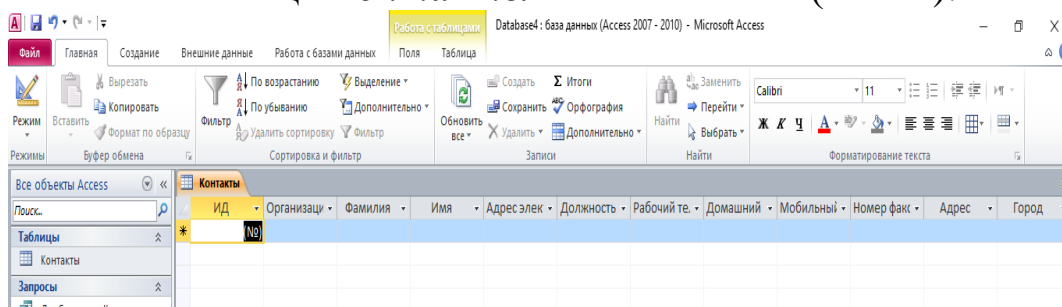 Работа с таблицами Database4 : база данных (Access 2007 - 2010) - Microsoft Access
Файл Главная Создание Внешние данные Работа с базами данных Поля Таблица
Режим
Вставить
Вырезать
Копировать
Формат по образцу
Фильтр
По возрастанию
По убыванию
Удалить сортировку
Выделение
Дополнительно
Фильтр
Обновить все
Создать
Сохранить
Удалить
Итоги
Орфография
Дополнительно
Найти
Заменить
Перейти
Выбрать
Calibri 11
Ж К Ч А
Режимы Буфер обмена Сортировка и фильтр Записи Найти Форматирование текста
Все объекты Access «
Поиск...
Таблицы
Контакты
Запросы
Контакты
ИД Организаци Фамилия Имя Адрес элек Должность Рабочий те. Домашний Мобильный Номер факс Адрес Город
* (№)